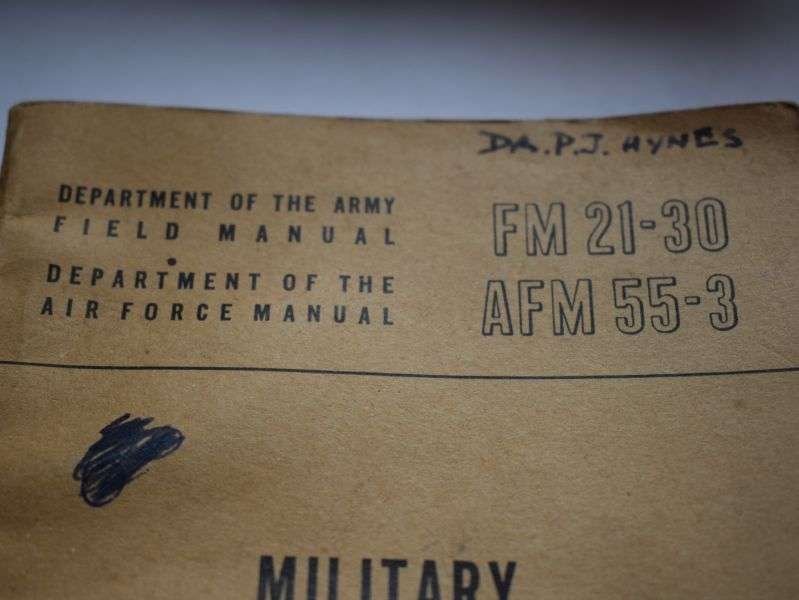 DR. P.J. HYNES
DEPARTMENT OF THE ARMY
FIELD MANUAL
DEPARTMENT OF THE
AIR FORCE MANUAL
FM 21-30
AFM 55-3
MILITARY